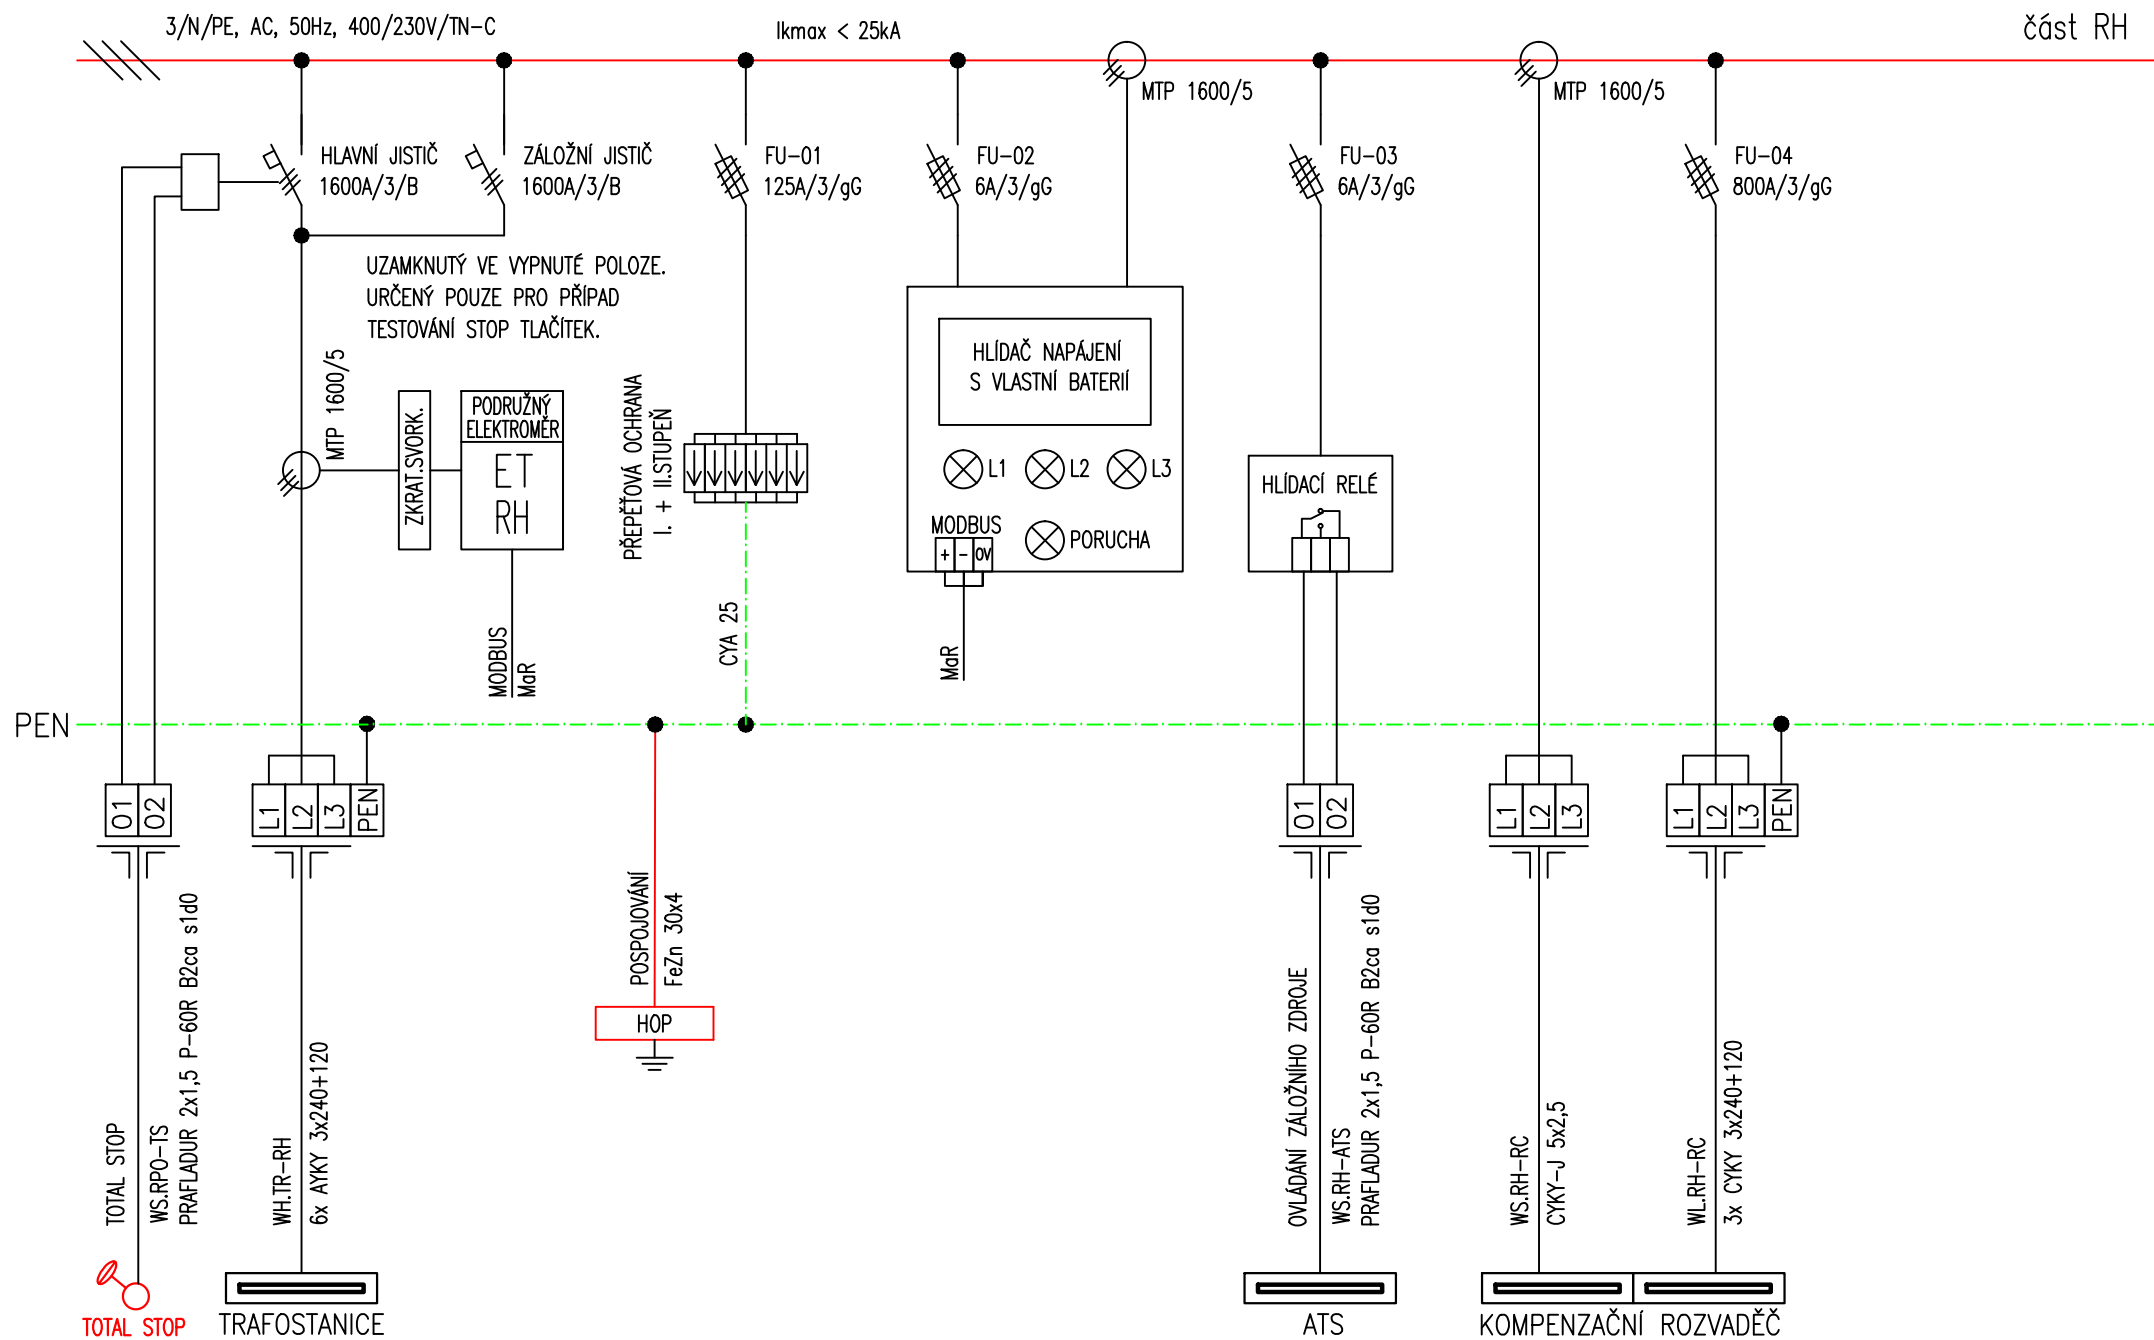 3/N/PE, AC, 50Hz, 400/230V/TN-C
Ikmax < 25kA
část RH
MTP 1600/5
MTP 1600/5
HLAVNÍ JISTIČ
1600A/3/B
ZÁLOŽNÍ JISTIČ
1600A/3/B
FU-01
125A/3/gG
FU-02
6A/3/gG
FU-03
6A/3/gG
FU-04
800A/3/gG
UZAMKNUTÝ VE VYPNUTÉ POLOZE.
URČENÝ POUZE PRO PŘÍPAD
TESTOVÁNÍ STOP TLAČÍTEK.
MTP 1600/5
ZKRAT.SVORK.
PODRUŽNÝ
ELEKTROMĚR
ET
RH
MODBUS
MaR
PŘEPĚŤOVÁ OCHRANA
I. + II.STUPEŇ
CYA 25
HLÍDAČ NAPÁJENÍ
S VLASTNÍ BATERIÍ
L1
L2
L3
MODBUS
PORUCHA
+ - 0V
MaR
HLÍDACÍ RELÉ
PEN
01
02
L1
L2
L3
PEN
01
02
L1
L2
L3
L1
L2
L3
PEN
TOTAL STOP
WS.RPO-TS
PRAFLADUR 2x1,5 P-60R B2ca s1d0
WH.TR-RH
6x AYKY 3x240+120
POSPOJOVÁNÍ
FeZn 30x4
HOP
OVLÁDÁNÍ ZÁLOŽNÍHO ZDROJE
WS.RH-ATS
PRAFLADUR 2x1,5 P-60R B2ca s1d0
WS.RH-RC
CYKY-J 5x2,5
WL.RH-RC
3x CYKY 3x240+120
TOTAL STOP
TRAFOSTANICE
ATS
KOMPENZAČNÍ ROZVADĚČ